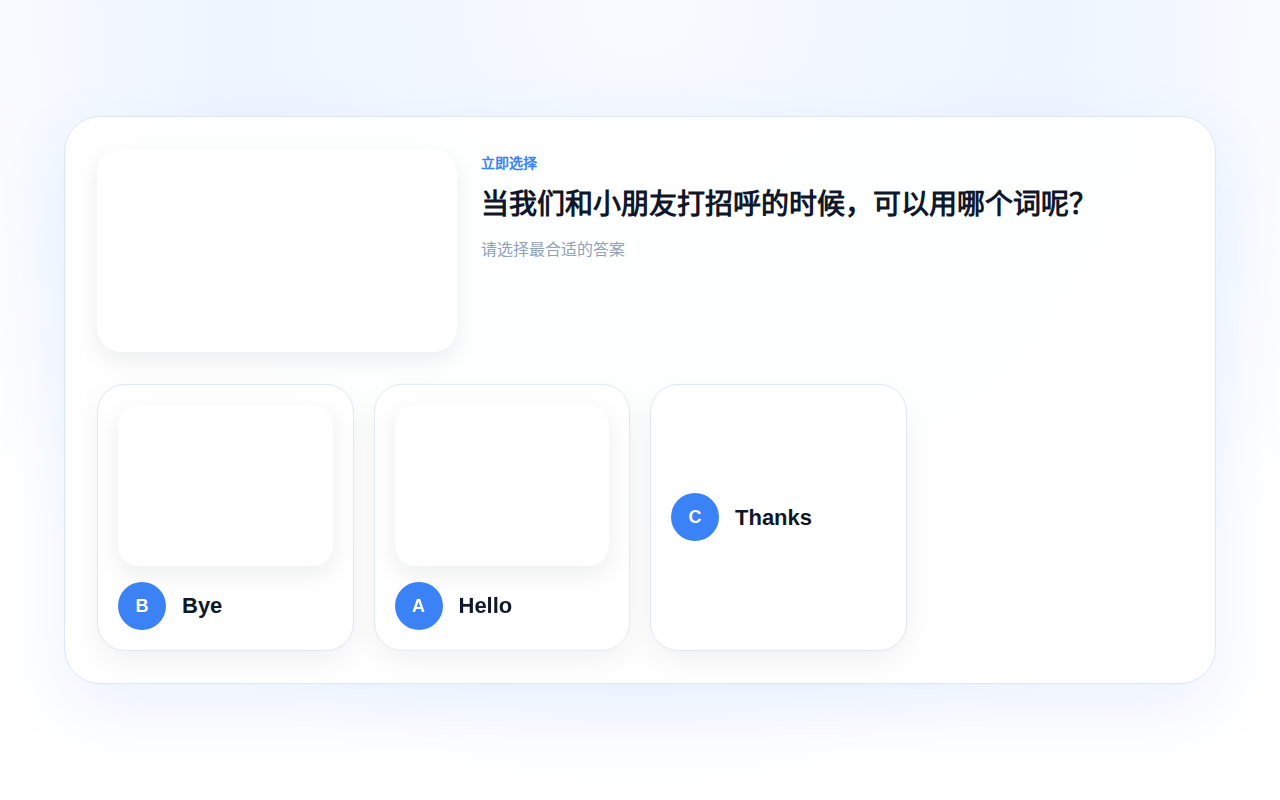 立即选择
当我们和小朋友打招呼的时候，可以用哪个词呢？
请选择最合适的答案
B Bye
A Hello
C Thanks